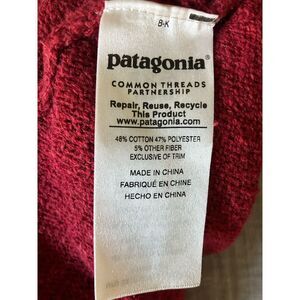 B-K
patagonia®
COMMON THREADS
PARTNERSHIP
Repair, Reuse, Recycle
This Product
www.patagonia.com
48% COTTON 47% POLYESTER
5% OTHER FIBER
EXCLUSIVE OF TRIM
MADE IN CHINA
FABRIQUÉ EN CHINE
HECHO EN CHINA